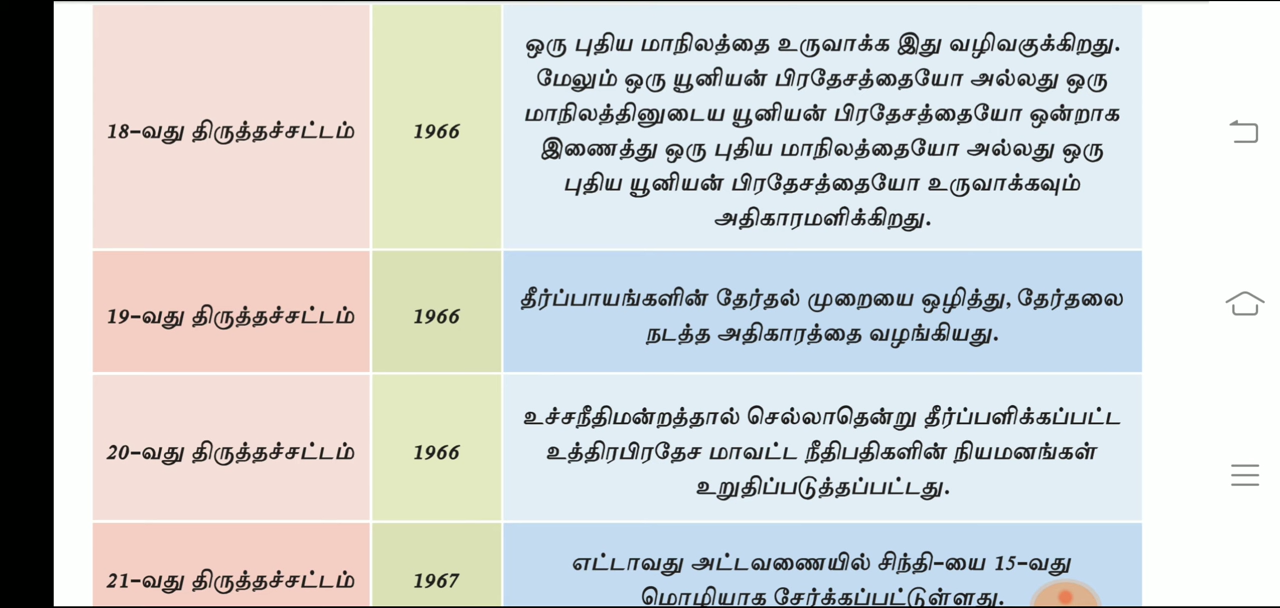 ஒரு புதிய மாநிலத்தை உருவாக்க இது வழிவகுக்கிறது.
மேலும் ஒரு யூனியன் பிரதேசத்தையோ அல்லது ஒரு
மாநிலத்தினுடைய யூனியன் பிரதேசத்தையோ ஒன்றாக
18-வது திருத்தச்சட்டம் 1966
இணைத்து ஒரு புதிய மாநிலத்தையோ அல்லது ஒரு
புதிய யூனியன் பிரதேசத்தையோ உருவாக்கவும்
அதிகாரமளிக்கிறது.
19-வது திருத்தச்சட்டம் 1966
தீர்ப்பாயங்களின் தேர்தல் முறையை ஒழித்து, தேர்தலை
நடத்த அதிகாரத்தை வழங்கியது.
20-வது திருத்தச்சட்டம் 1966
உச்சநீதிமன்றத்தால் செல்லாதென்று தீர்ப்பளிக்கப்பட்ட
உத்திரபிரதேச மாவட்ட நீதிபதிகளின் நியமனங்கள்
உறுதிப்படுத்தப்பட்டது.
21-வது திருத்தச்சட்டம் 1967
எட்டாவது அட்டவணையில் சிந்தி-யை 15-வது
மொழியாக சேர்க்கப்பட்டுள்ளது.